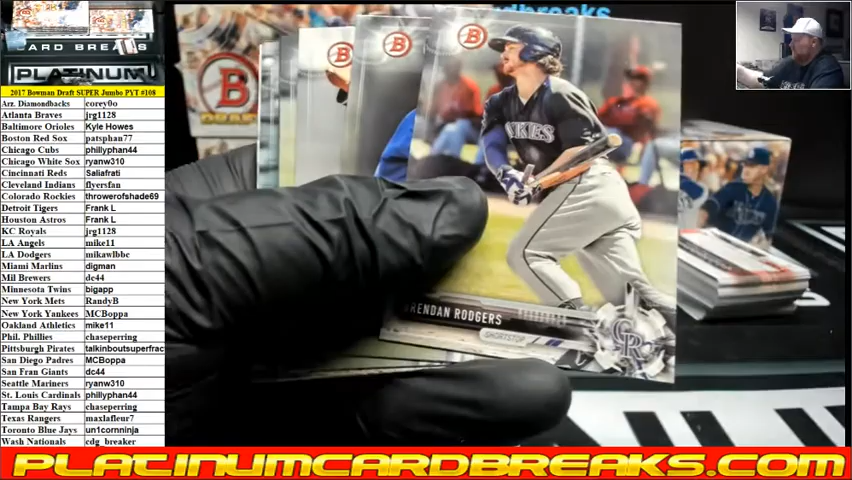 CARD BREAKS
PLATINUM
2017 Bowman Draft SUPER Jumbo PYT #108
Arz. Diamondbacks corey0o
Atlanta Braves jrg1128
Baltimore Orioles Kyle Howes
Boston Red Sox patsphan77
Chicago Cubs phillyphan44
Chicago White Sox ryanw310
Cincinnati Reds Saliafrati
Cleveland Indians flyersfan
Colorado Rockies throwerofshade69
Detroit Tigers Frank L
Houston Astros Frank L
KC Royals jrg1128
LA Angels mike11
LA Dodgers mikawlbbc
Miami Marlins digman
Mil Brewers dc44
Minnesota Twins bigapp
New York Mets RandyB
New York Yankees MCBoppa
Oakland Athletics mike11
Phil. Phillies chaseperring
Pittsburgh Pirates talkinboutsuperfrac
San Diego Padres MCBoppa
San Fran Giants dc44
Seattle Mariners ryanw310
St. Louis Cardinals phillyphan44
Tampa Bay Rays chaseperring
Texas Rangers maxlafleur7
Toronto Blue Jays un1cornninja
Wash Nationals cdg_breaker
rdbreaks
B
B
B
B
DRAFT
BRENDAN RODGERS
SHORTSTOP
CR
PLATINUMCARDBREAKS.COM